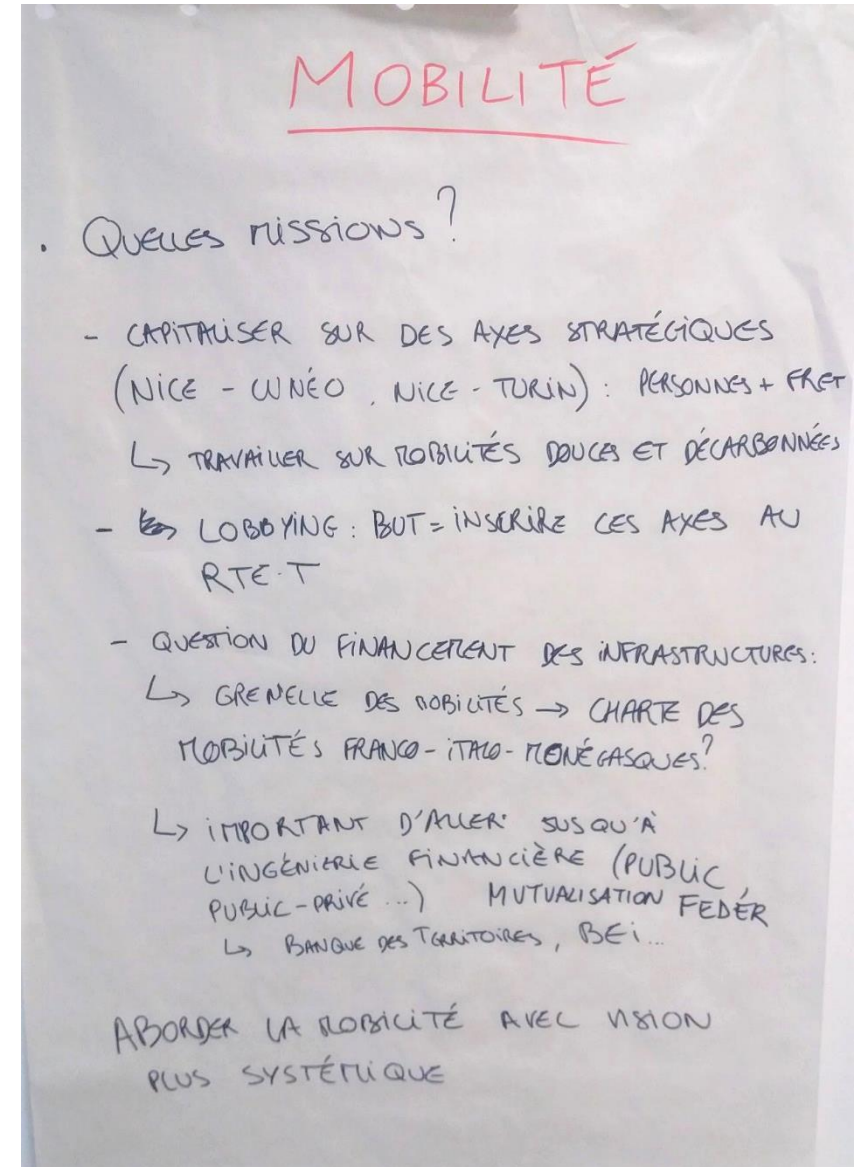 MOBILITÉ
. QUELLES MISSIONS ?
- CAPITALISER SUR DES AXES STRATÉGIQUES
(NICE - CUNÉO, NICE - TURIN) : PERSONNES + FRET
↳ TRAVAILLER SUR MOBILITÉS DOUCES ET DÉCARBONNÉES
- LOBBYING : BUT = INSCRIRE CES AXES AU
RTE-T
- QUESTION DU FINANCEMENT DES INFRASTRUCTURES :
↳ GRENELLE DES MOBILITÉS → CHARTE DES
MOBILITÉS FRANCO-ITALO-MONÉGASQUES ?
↳ IMPORTANT D'ALLER JUSQU'À
L'INGÉNIERIE FINANCIÈRE (PUBLIC,
PUBLIC-PRIVÉ ...) MUTUALISATION FEDER
↳ BANQUE DES TERRITOIRES, BEI...
ABORDER LA MOBILITÉ AVEC VISION
PLUS SYSTÉMIQUE